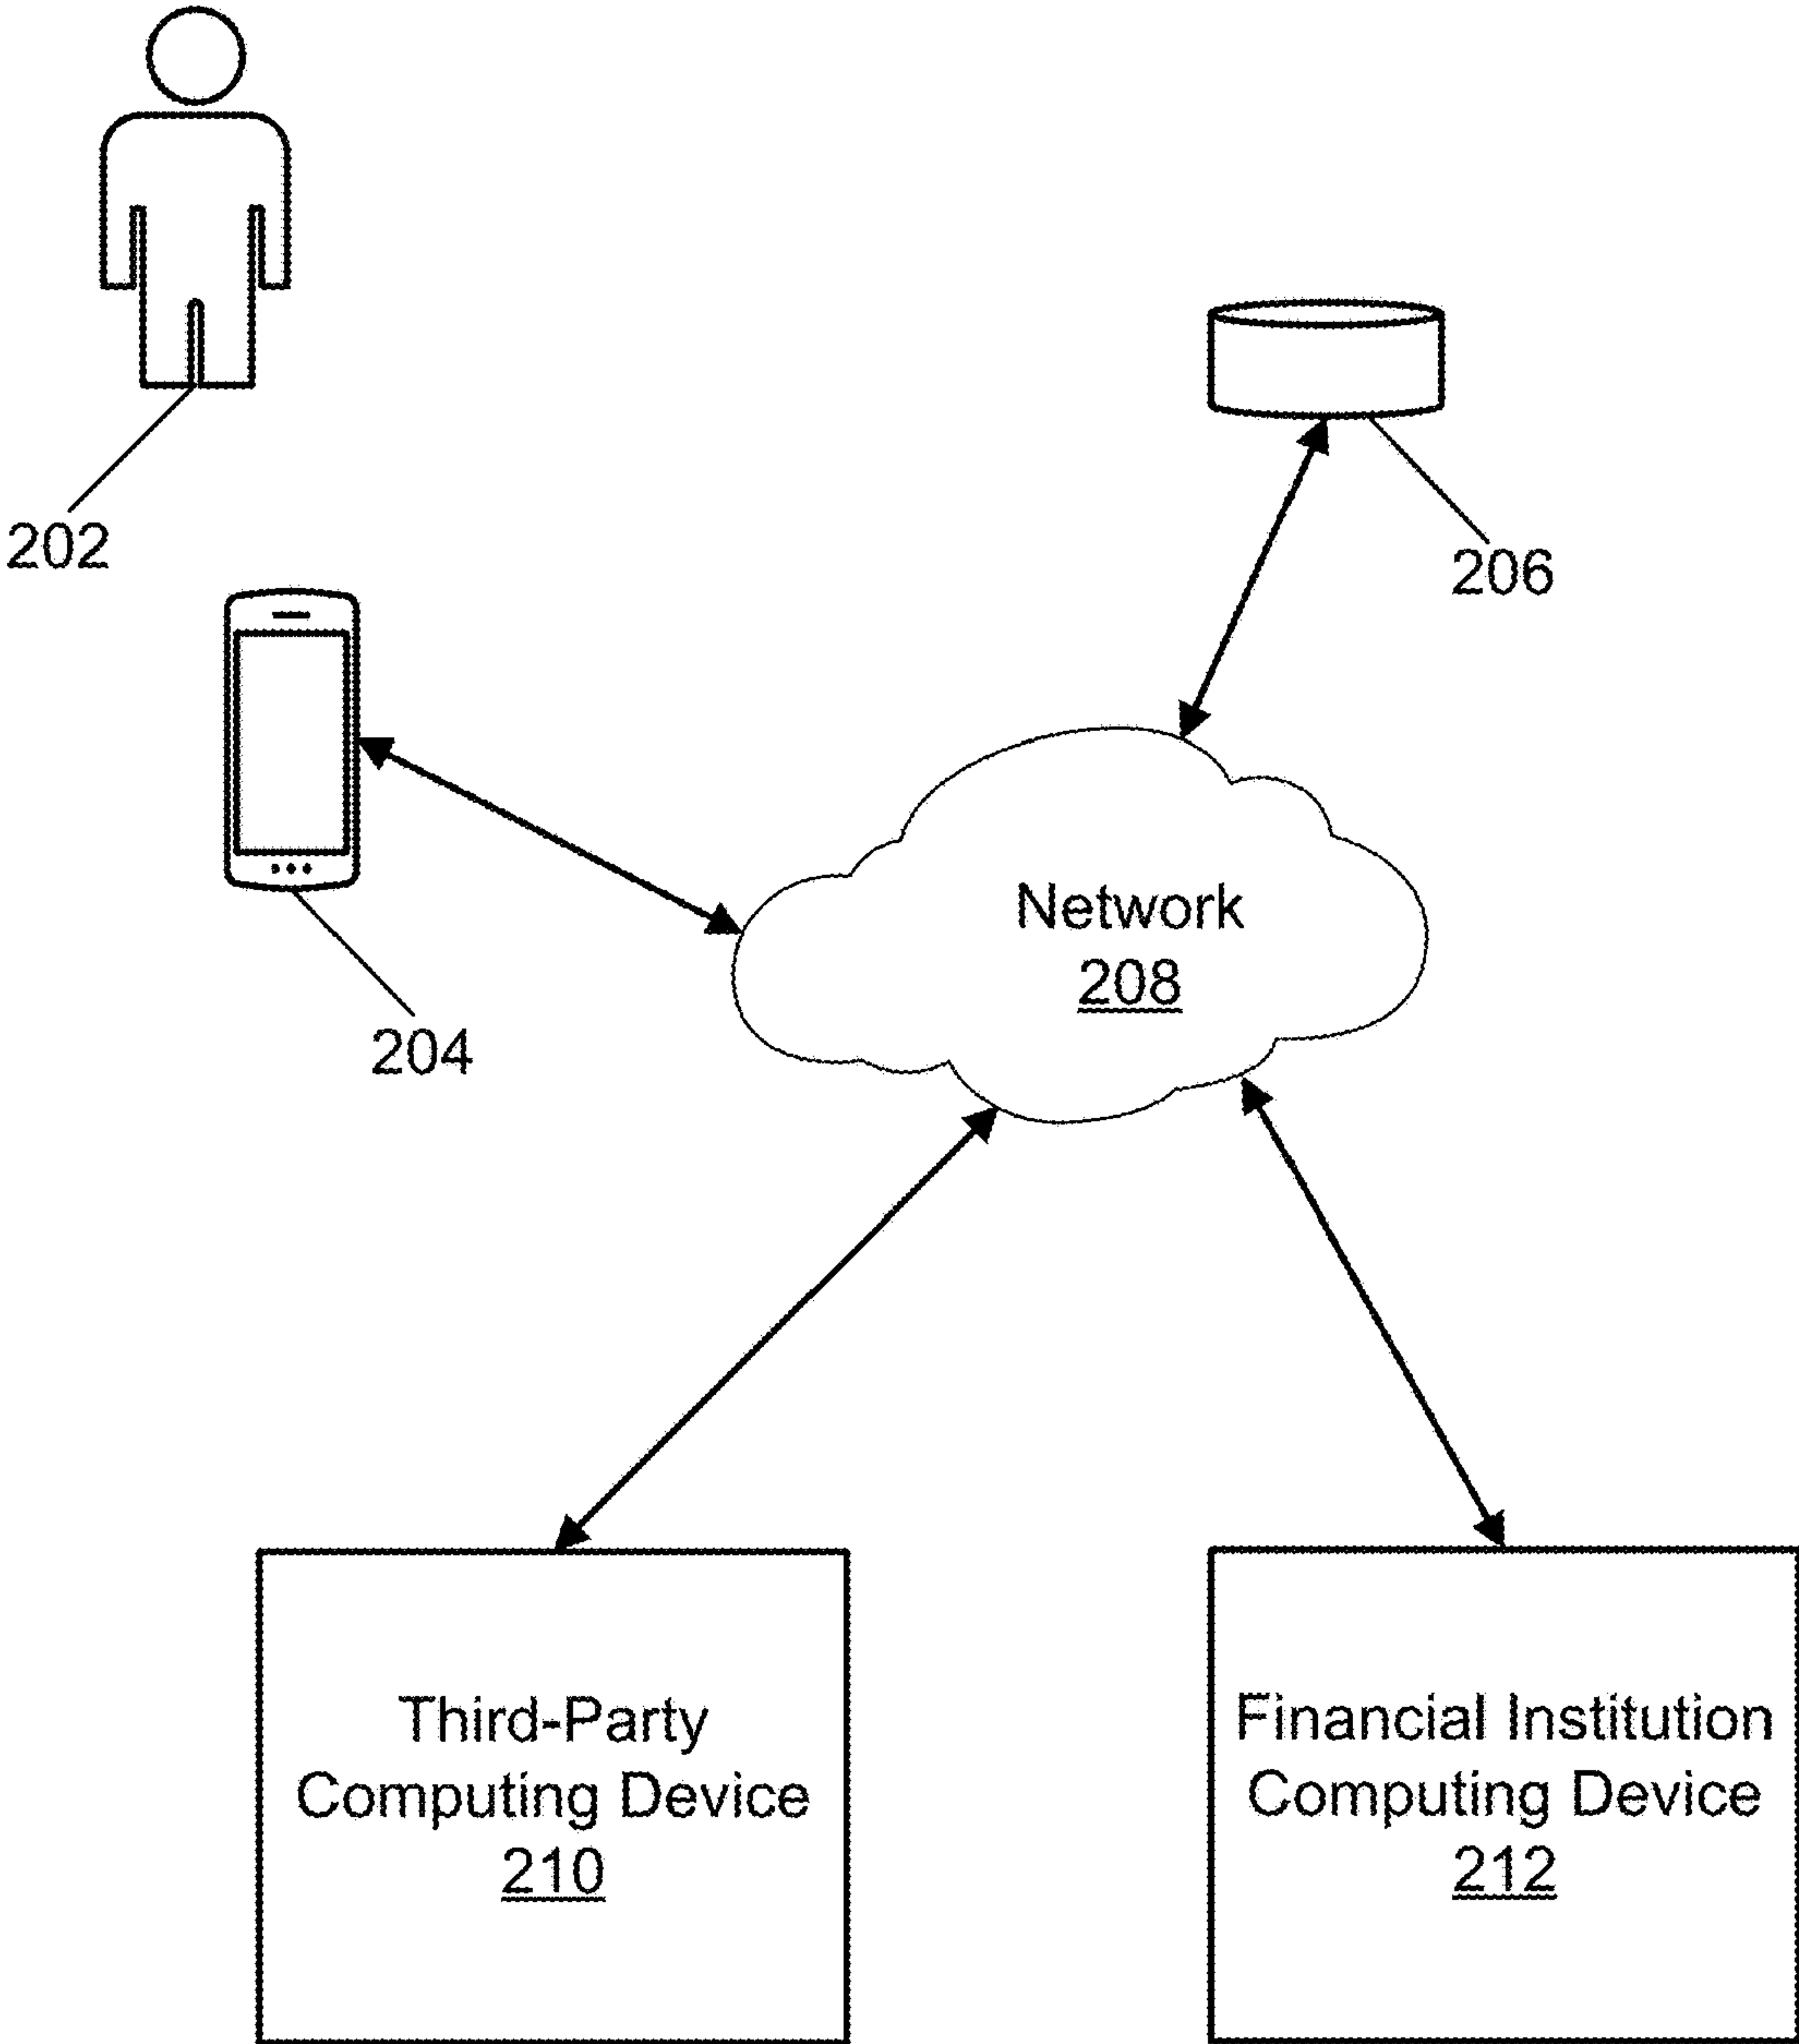 202
206
204
Network
208
Third-Party
Computing Device
210
Financial Institution
Computing Device
212